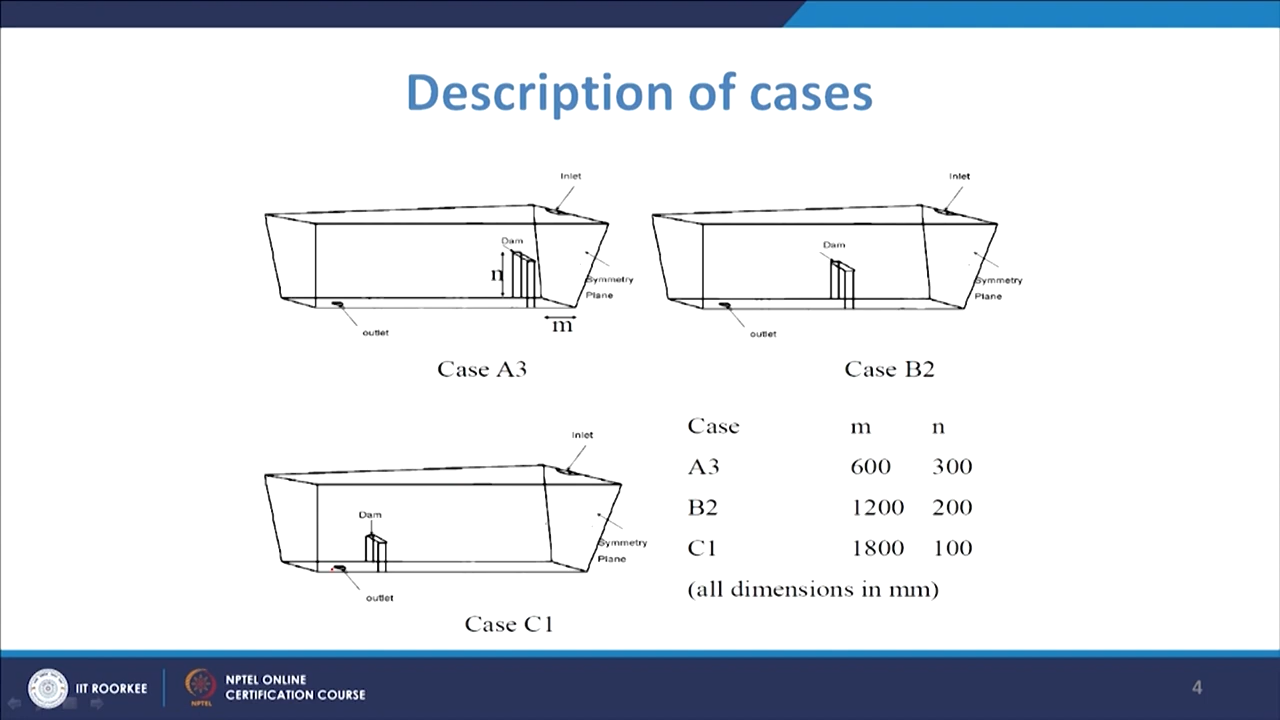 Description of cases
Inlet
Dam
n
Symmetry
Plane
m
outlet
Case A3
Inlet
Dam
Symmetry
Plane
outlet
Case B2
Inlet
Dam
Symmetry
Plane
outlet
Case C1
Case m n
A3 600 300
B2 1200 200
C1 1800 100
(all dimensions in mm)
IIT ROORKEE
NPTEL
NPTEL ONLINE
CERTIFICATION COURSE
4